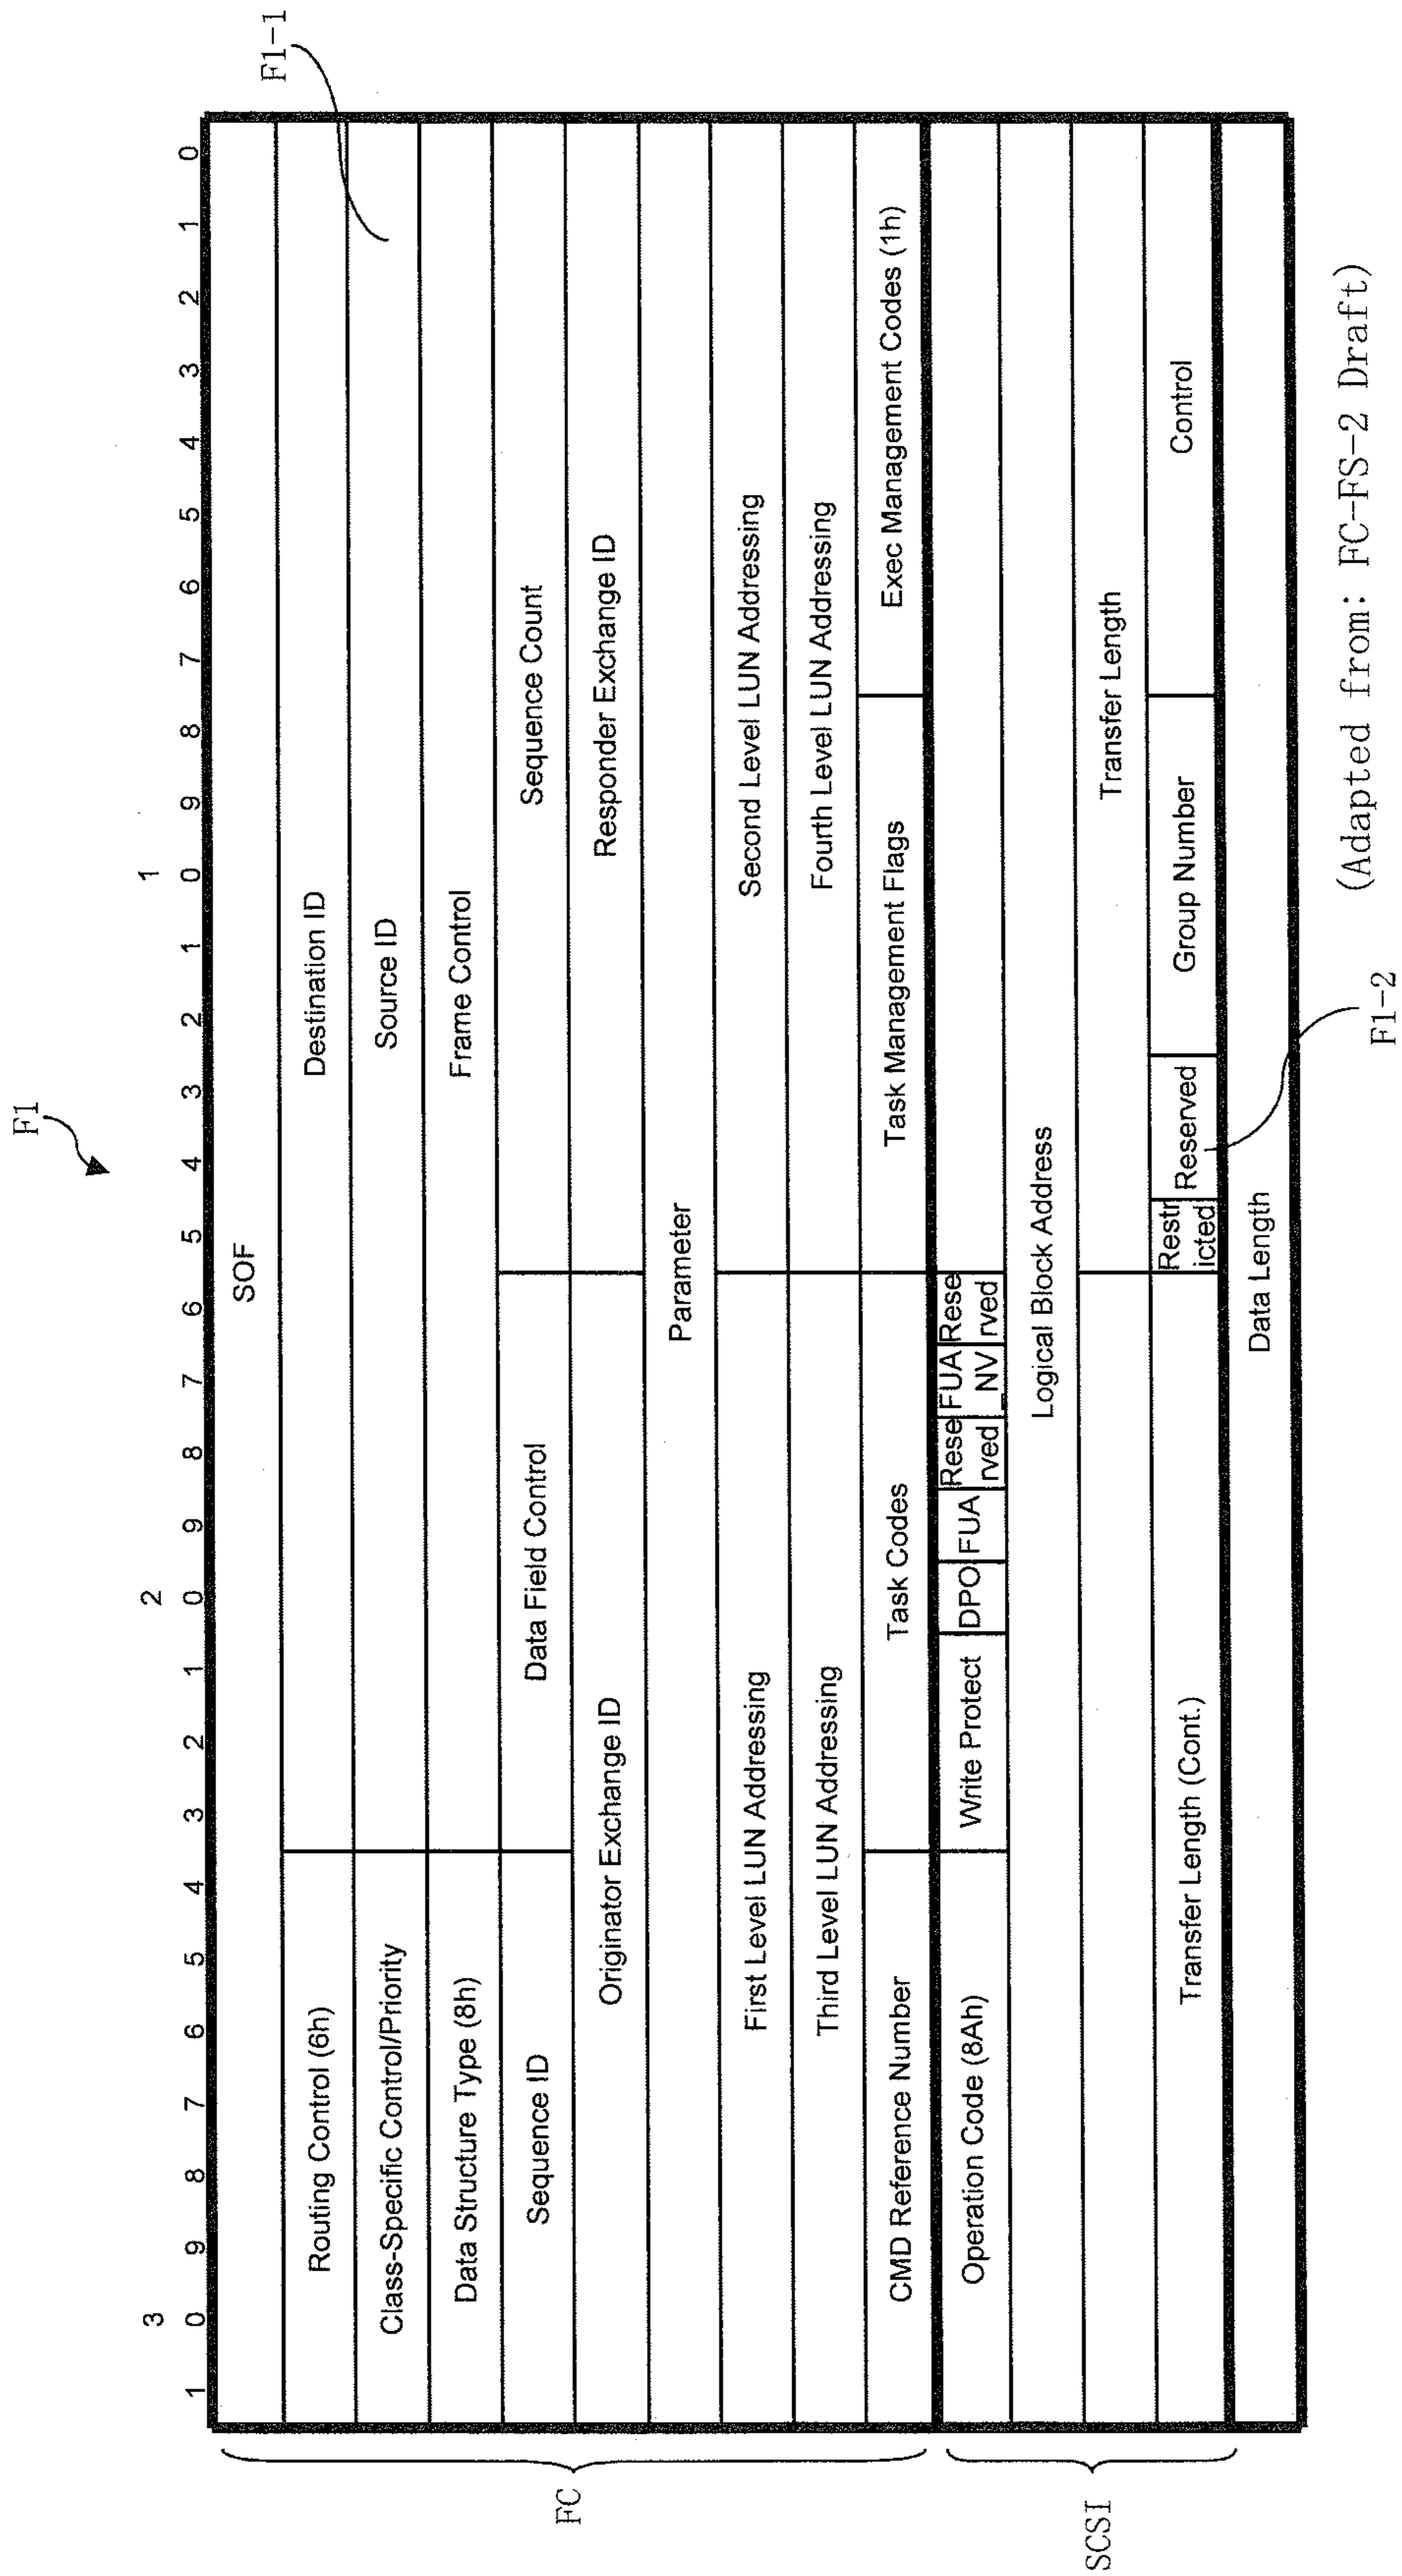 F1
3 2 1
1 0 9 8 7 6 5 4 3 2 1 0 9 8 7 6 5 4 3 2 1 0 9 8 7 6 5 4 3 2 1 0
F1-1
FC
SOF
Routing Control (6h) Destination ID
Class-Specific Control/Priority Source ID
Data Structure Type (8h) Frame Control
Sequence ID Data Field Control Sequence Count
Originator Exchange ID Responder Exchange ID
Parameter
First Level LUN Addressing Second Level LUN Addressing
Third Level LUN Addressing Fourth Level LUN Addressing
CMD Reference Number Task Codes Task Management Flags Exec Management Codes (1h)
SCSI
Operation Code (8Ah) Write Protect DPO FUA Rese FUA Rese
rved _NV rved
Logical Block Address
Transfer Length
Transfer Length (Cont.) Restr Reserved Group Number Control
icted
Data Length
F1-2
(Adapted from: FC-FS-2 Draft)